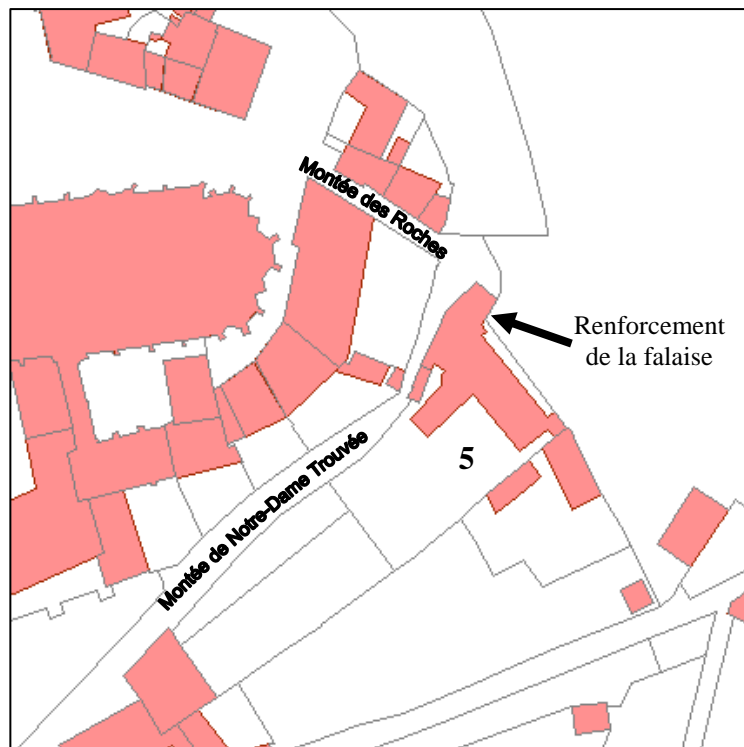 Montée des Roches
Renforcement
de la falaise
5
Montée de Notre-Dame Trouvée